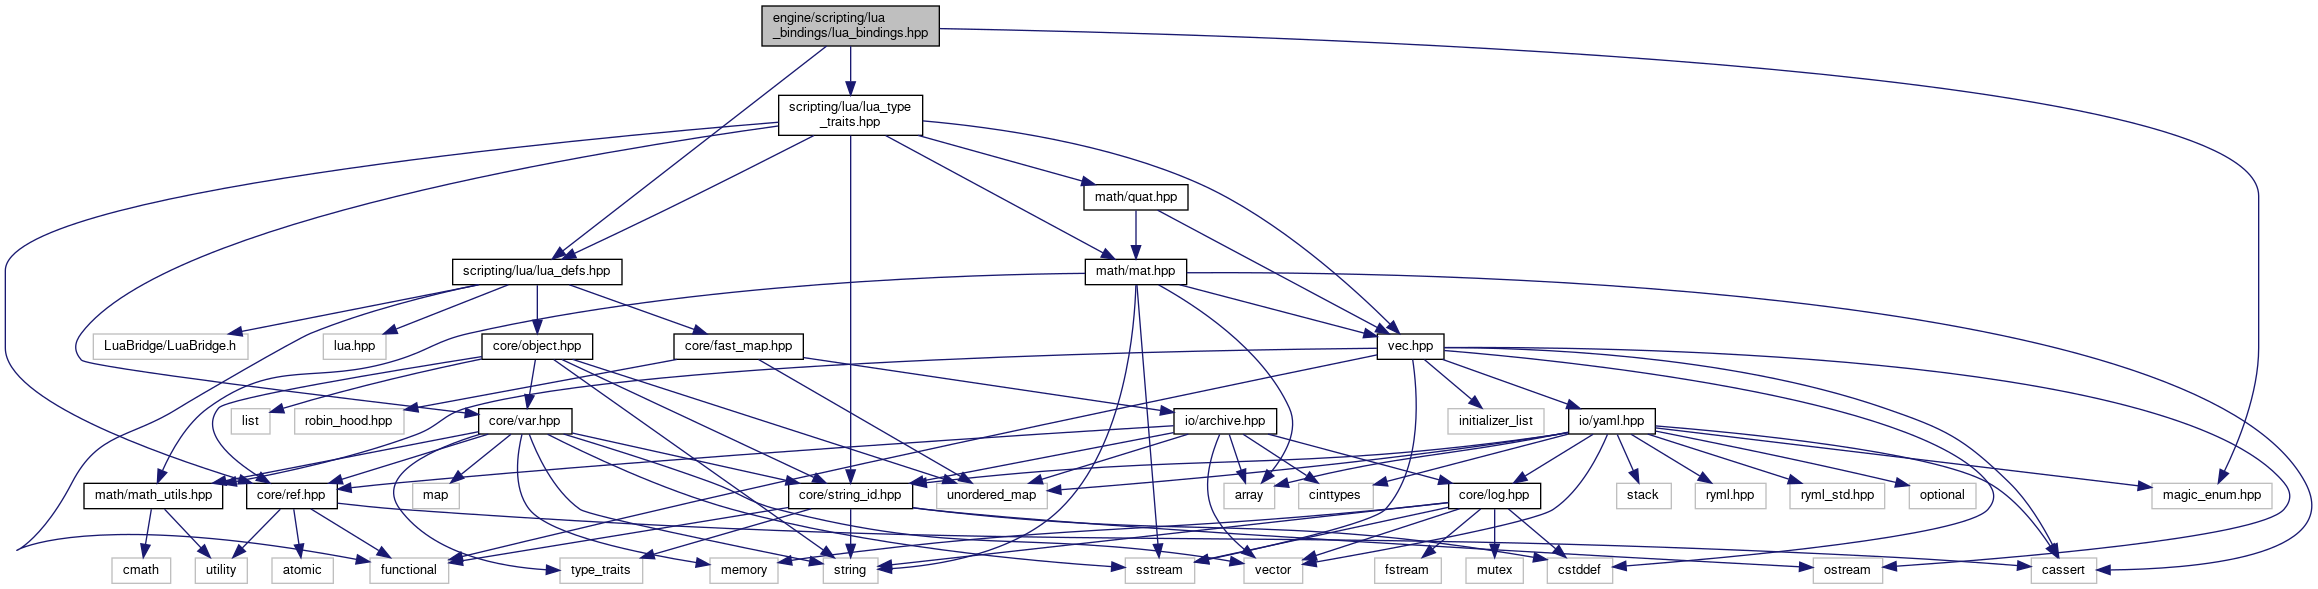 engine/scripting/lua
_bindings/lua_bindings.hpp
scripting/lua/lua_type
_traits.hpp
math/quat.hpp
scripting/lua/lua_defs.hpp
math/mat.hpp
LuaBridge/LuaBridge.h
lua.hpp
core/object.hpp
core/fast_map.hpp
vec.hpp
list
robin_hood.hpp
core/var.hpp
io/archive.hpp
initializer_list
io/yaml.hpp
math/math_utils.hpp
core/ref.hpp
map
core/string_id.hpp
unordered_map
array
cinttypes
core/log.hpp
stack
ryml.hpp
ryml_std.hpp
optional
magic_enum.hpp
cmath
utility
atomic
functional
type_traits
memory
string
sstream
vector
fstream
mutex
cstddef
ostream
cassert